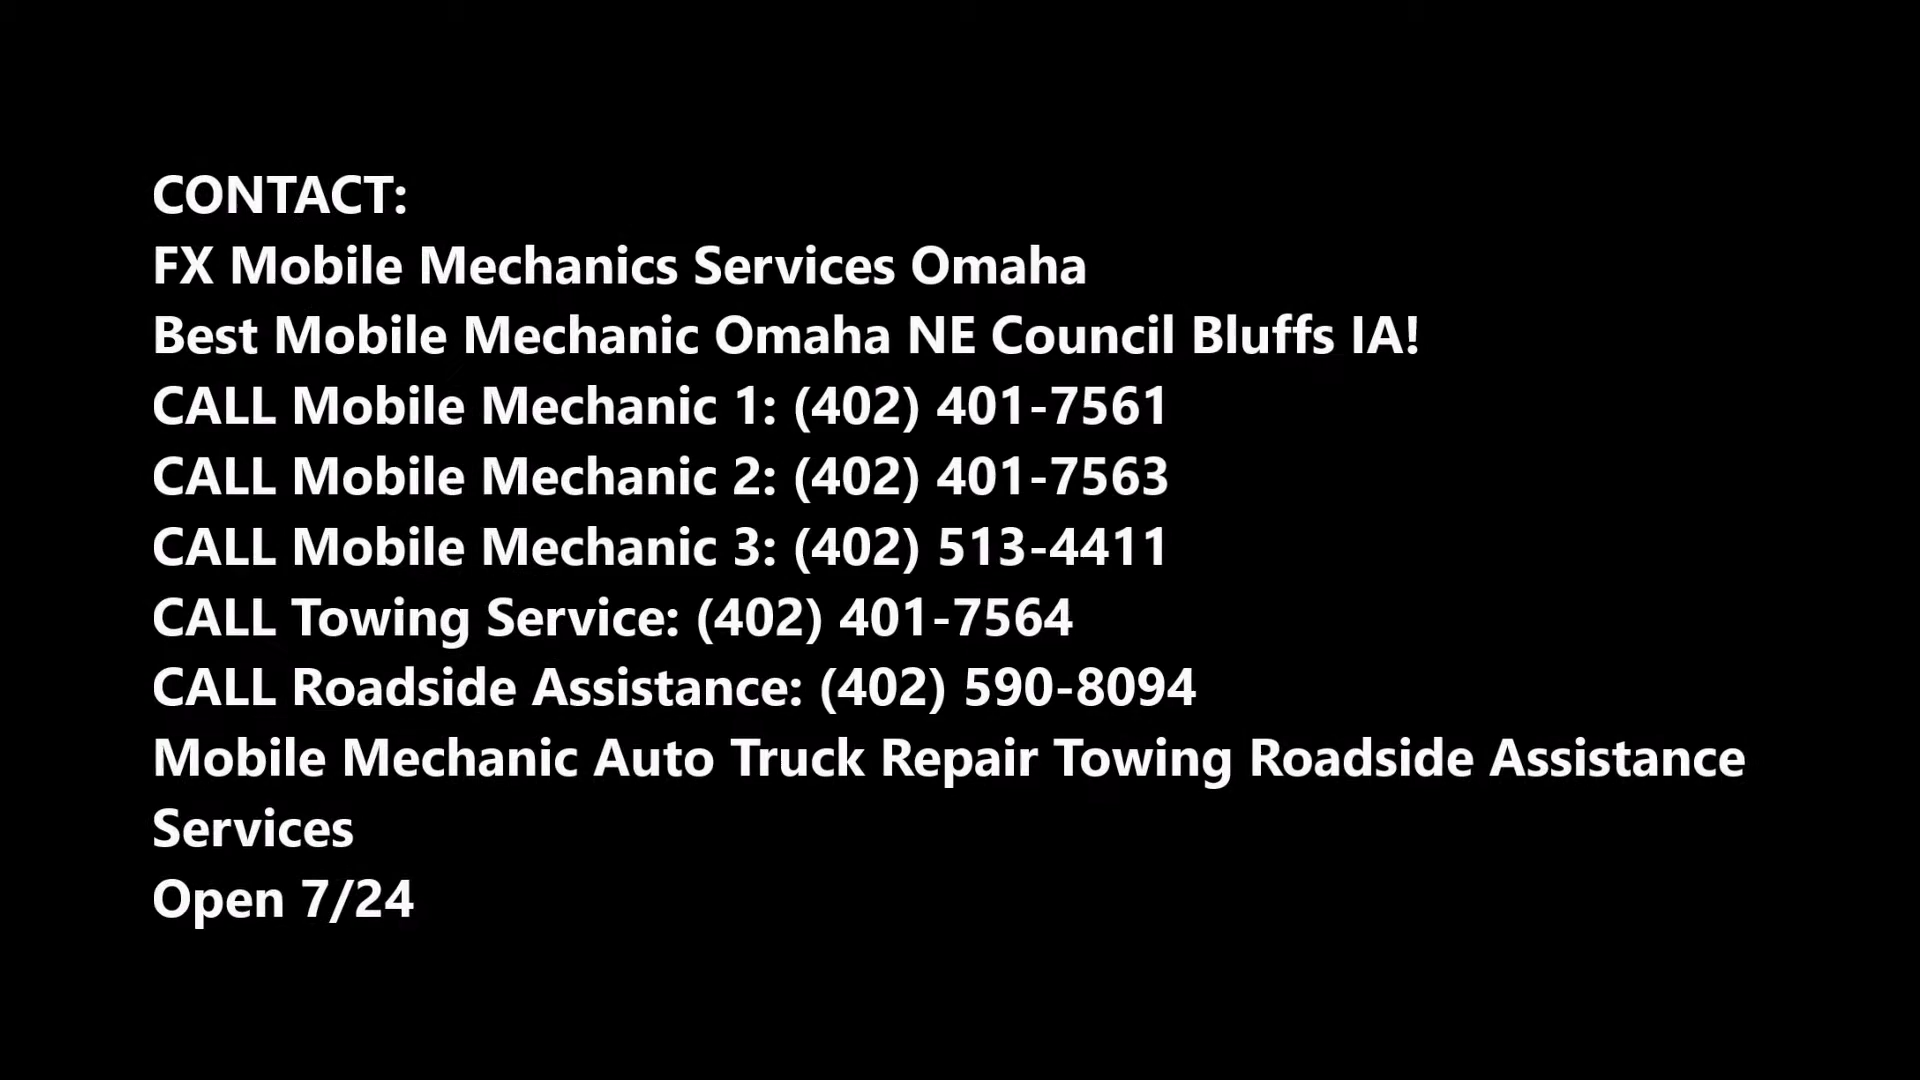 CONTACT:
FX Mobile Mechanics Services Omaha
Best Mobile Mechanic Omaha NE Council Bluffs IA!
CALL Mobile Mechanic 1: (402) 401-7561
CALL Mobile Mechanic 2: (402) 401-7563
CALL Mobile Mechanic 3: (402) 513-4411
CALL Towing Service: (402) 401-7564
CALL Roadside Assistance: (402) 590-8094
Mobile Mechanic Auto Truck Repair Towing Roadside Assistance
Services
Open 7/24